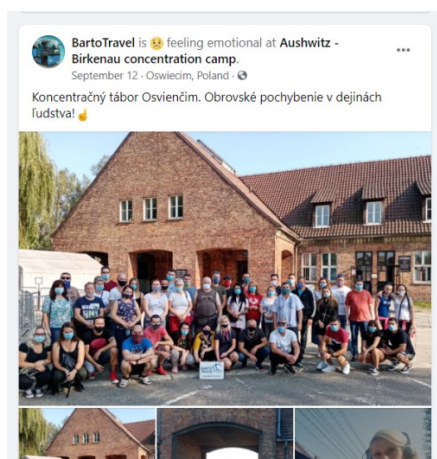 BartoTravel is 😢 feeling emotional at Aushwitz -
Birkenau concentration camp.
September 12 · Oswiecim, Poland ·
Koncentračný tábor Osvienčim. Obrovské pochybenie v dejinách
ľudstva!☝️